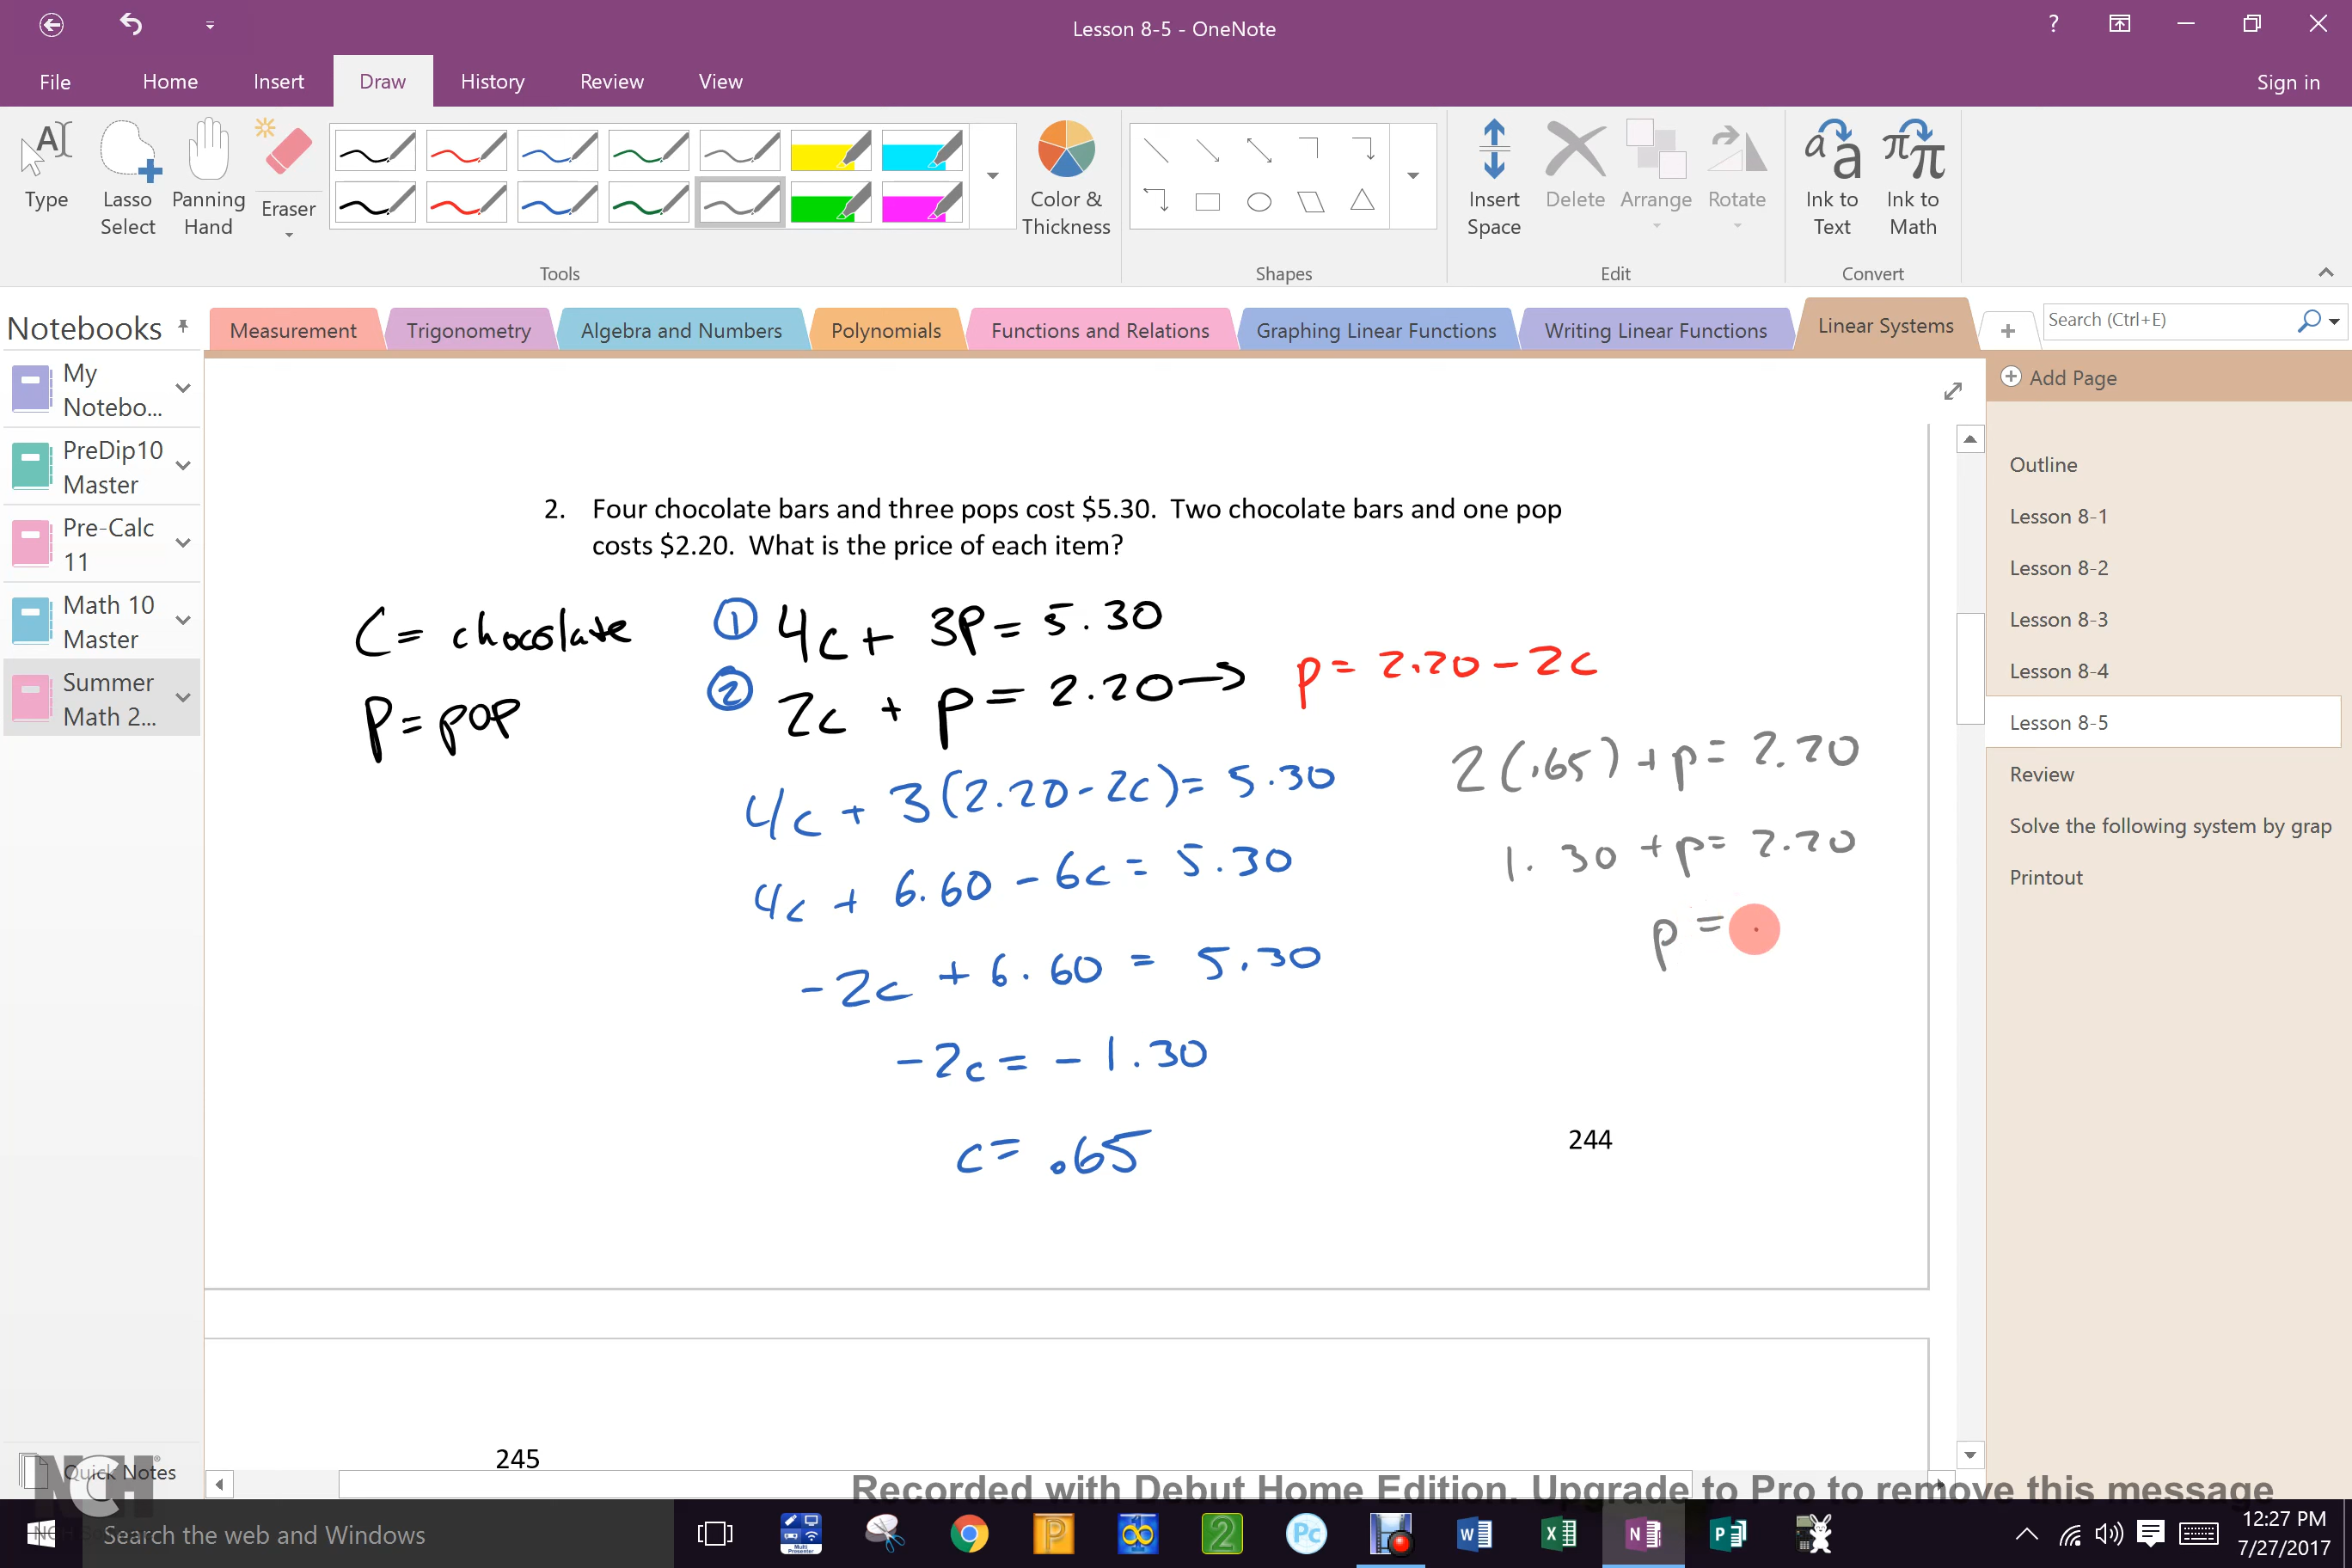 Lesson 8-5 - OneNote
?
File Home Insert Draw History Review View Sign in
Type
Lasso Select
Panning Hand
Eraser
Color & Thickness
Insert Space
Delete
Arrange
Rotate
Ink to Text
Ink to Math
Tools Shapes Edit Convert
Notebooks
Measurement Trigonometry Algebra and Numbers Polynomials Functions and Relations Graphing Linear Functions Writing Linear Functions Linear Systems +
Search (Ctrl+E)
My Notebo...
PreDip10 Master
Pre-Calc 11
Math 10 Master
Summer Math 2...
Quick Notes
Add Page
Outline
Lesson 8-1
Lesson 8-2
Lesson 8-3
Lesson 8-4
Lesson 8-5
Review
Solve the following system by grap
Printout
2. Four chocolate bars and three pops cost $5.30. Two chocolate bars and one pop
costs $2.20. What is the price of each item?
C = chocolate
P = pop
① 4c + 3p = 5.30
② 2c + p = 2.20 → p = 2.20 - 2c
4c + 3(2.20 - 2c) = 5.30
4c + 6.60 - 6c = 5.30
-2c + 6.60 = 5.30
-2c = -1.30
c = .65
2(.65) + p = 2.20
1.30 + p = 2.20
p = .
244
245
NCH
Recorded with Debut Home Edition. Upgrade to Pro to remove this message
Search the web and Windows
12:27 PM
7/27/2017